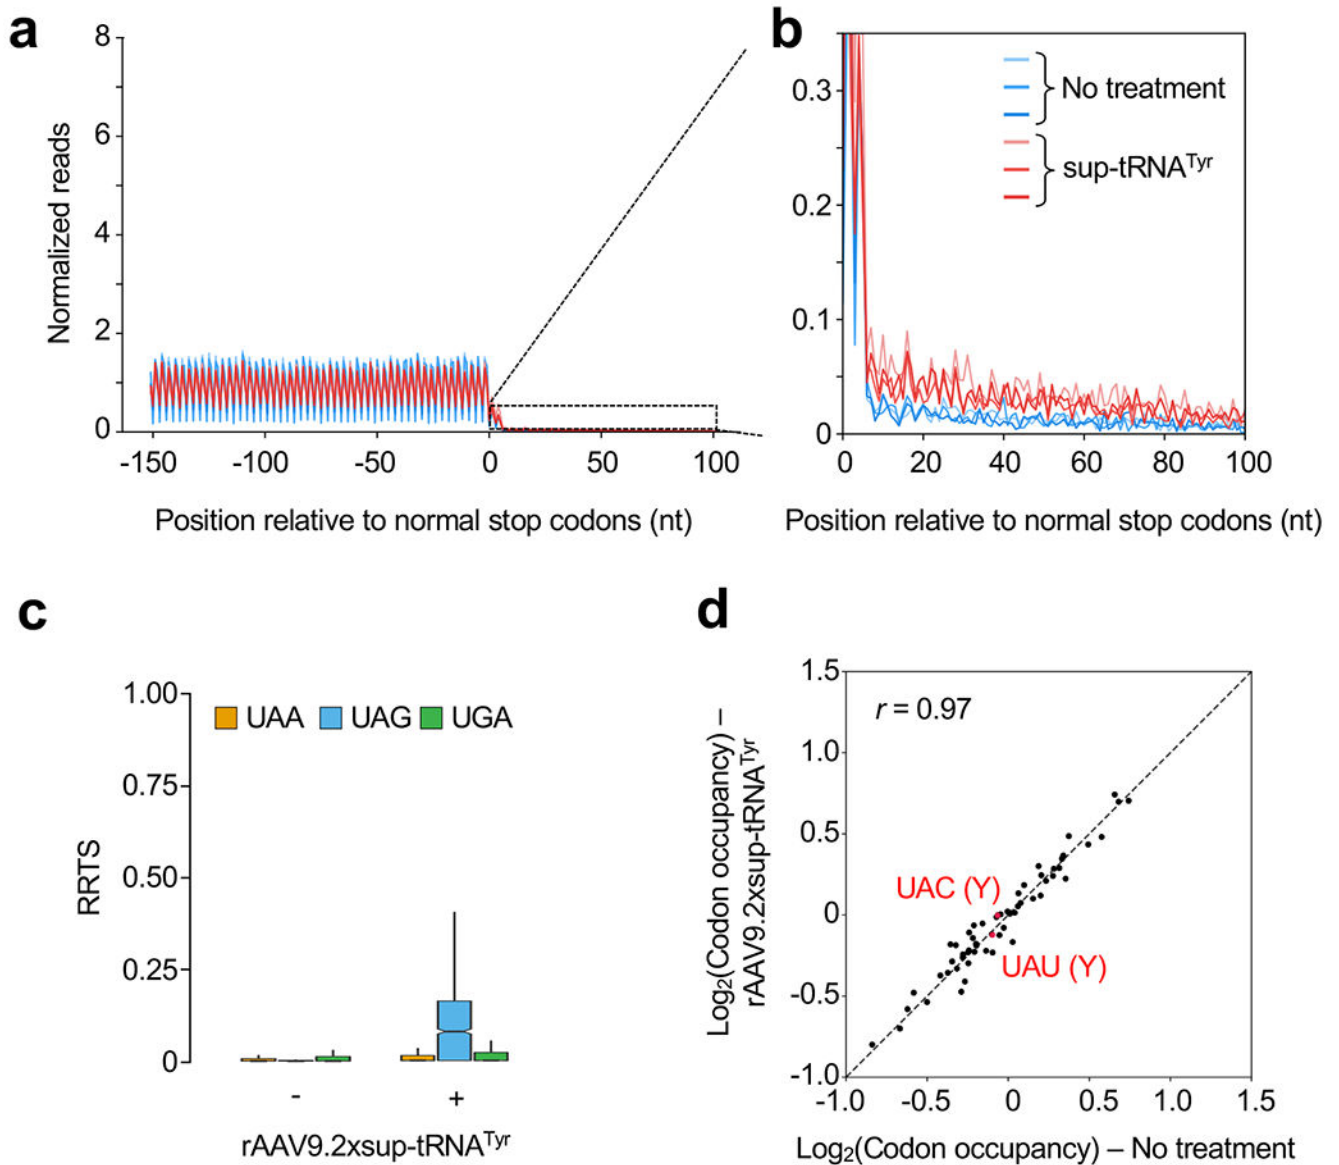 a
8
6
4
2
0
Normalized reads
-150 -100 -50 0 50 100
Position relative to normal stop codons (nt)
b
0.3
0.2
0.1
0
No treatment
sup-tRNAᵀʸʳ
0 20 40 60 80 100
Position relative to normal stop codons (nt)
c
1.00
0.75
0.50
0.25
0
RRTS
UAA UAG UGA
- +
rAAV9.2xsup-tRNAᵀʸʳ
d
1.5
1.0
0.5
0
-0.5
-1.0
Log₂(Codon occupancy) –
rAAV9.2xsup-tRNAᵀʸʳ
r = 0.97
UAC (Y)
UAU (Y)
-1.0 -0.5 0 0.5 1.0 1.5
Log₂(Codon occupancy) – No treatment